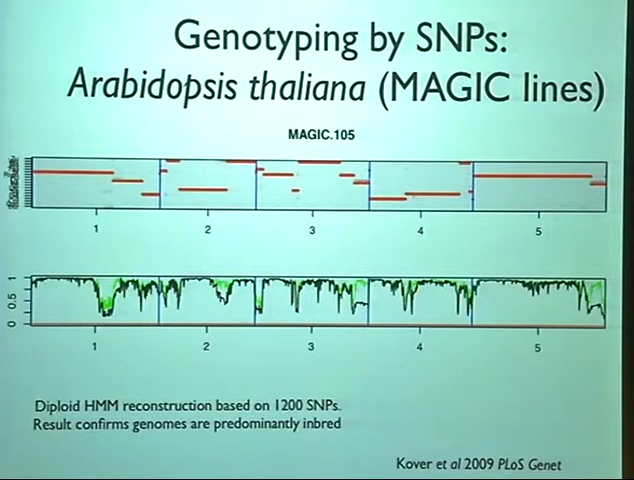 Genotyping by SNPs:
Arabidopsis thaliana (MAGIC lines)
MAGIC.105
1 2 3 4 5
0 0.5 1
1 2 3 4 5
Diploid HMM reconstruction based on 1200 SNPs.
Result confirms genomes are predominantly inbred
Kover et al 2009 PLoS Genet